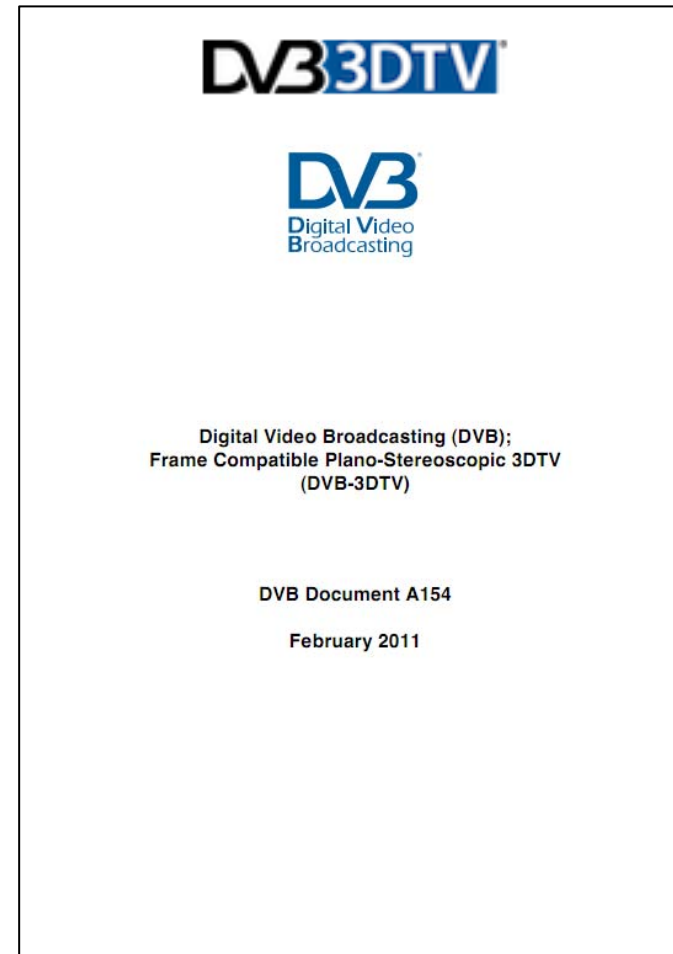 DVB3DTV
DVB
Digital Video
Broadcasting
Digital Video Broadcasting (DVB);
Frame Compatible Plano-Stereoscopic 3DTV
(DVB-3DTV)
DVB Document A154
February 2011